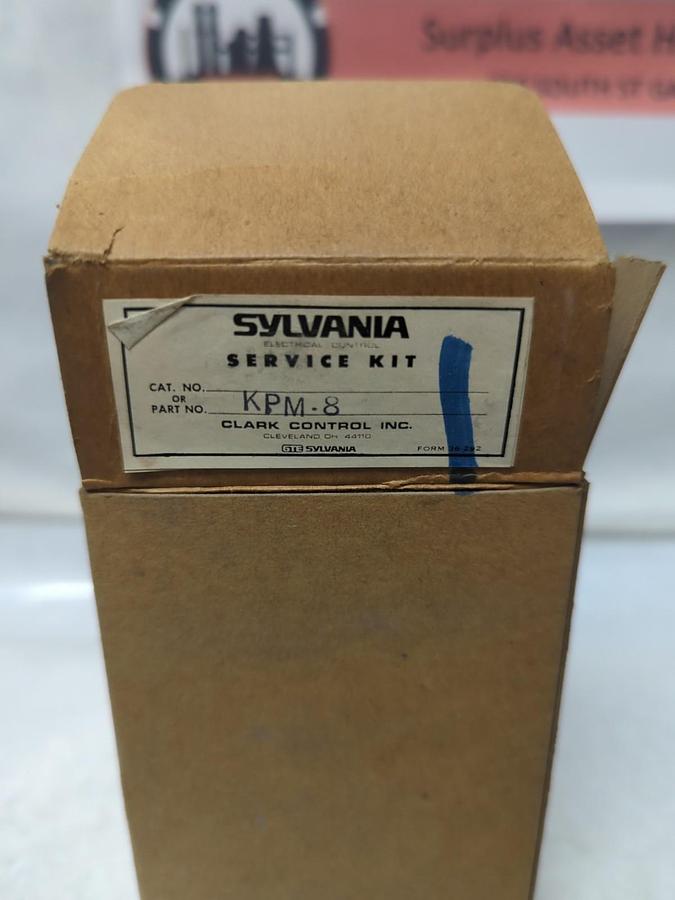 Surplus Asset H
SOUTH ST GA
SYLVANIA
ELECTRICAL CONTROL
SERVICE KIT
CAT. NO.
OR
PART NO. KPM-8
CLARK CONTROL INC.
CLEVELAND OH 44110
GTE SYLVANIA FORM